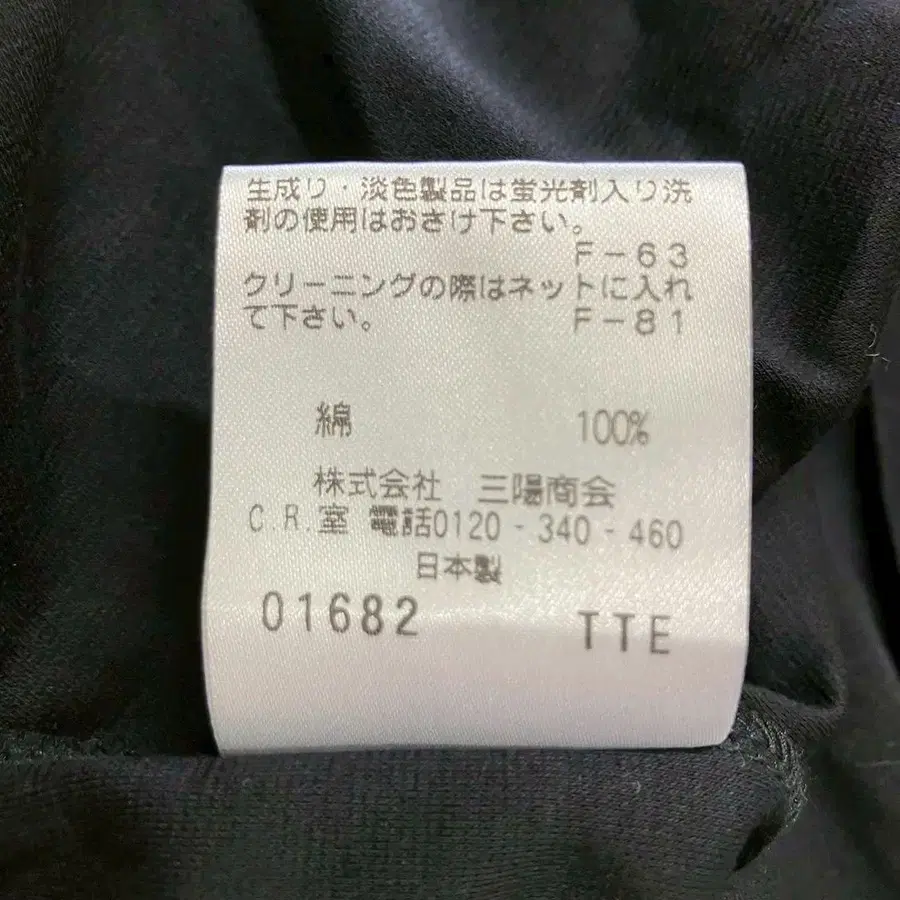 生成り・淡色製品は蛍光剤入り洗
剤の使用はおさけ下さい。
F-63
クリーニングの際はネットに入れ
て下さい。 F-81
綿 100%
株式会社 三陽商会
C.R.室 電話0120-340-460
日本製
01682 TTE